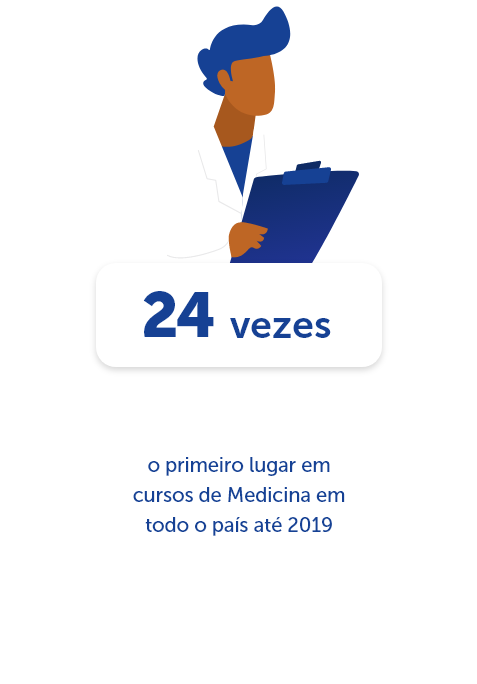 24 vezes
o primeiro lugar em
cursos de Medicina em
todo o país até 2019